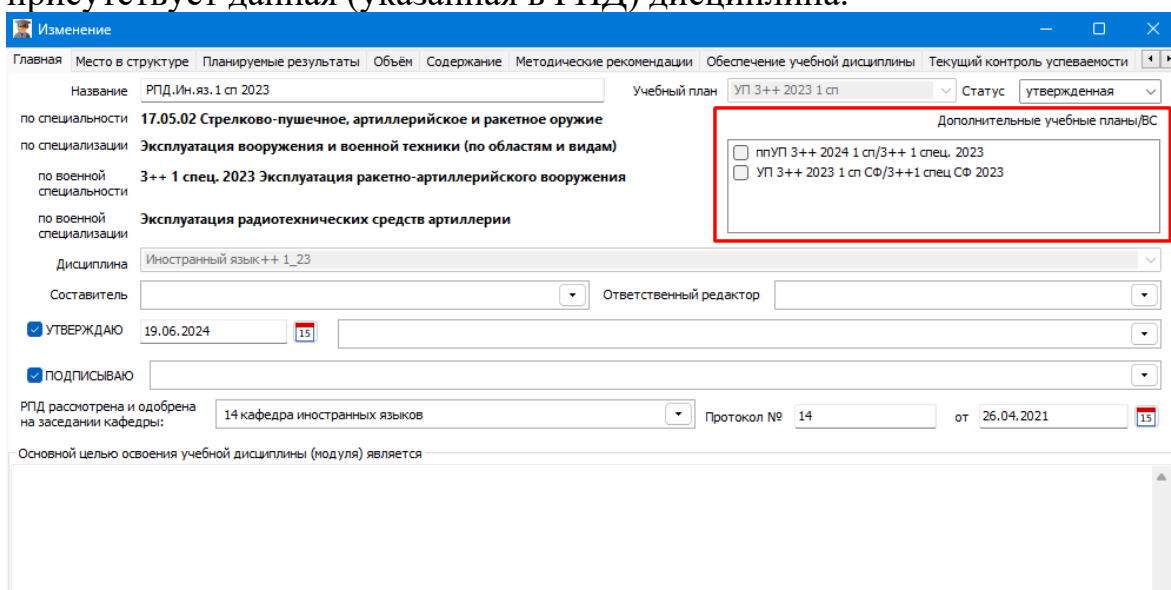 присутствует данная (указанная в РПД) дисциплина.
Изменение
Главная Место в структуре Планируемые результаты Объём Содержание Методические рекомендации Обеспечение учебной дисциплины Текущий контроль успеваемости
Название РПД.Ин.яз.1 сп 2023 Учебный план УП 3++ 2023 1 сп Статус утвержденная
по специальности 17.05.02 Стрелково-пушечное, артиллерийское и ракетное оружие
Дополнительные учебные планы/ВС
по специализации Эксплуатация вооружения и военной техники (по областям и видам)
ппУП 3++ 2024 1 сп/3++ 1 спец. 2023
УП 3++ 2023 1 сп СФ/3++1 спец СФ 2023
по военной
специальности
3++ 1 спец. 2023 Эксплуатация ракетно-артиллерийского вооружения
по военной
специализации
Эксплуатация радиотехнических средств артиллерии
Дисциплина Иностранный язык++ 1_23
Составитель Ответственный редактор
УТВЕРЖДАЮ 19.06.2024 15
ПОДПИСЫВАЮ
РПД рассмотрена и одобрена
на заседании кафедры:
14 кафедра иностранных языков Протокол № 14 от 26.04.2021 15
Основной целью освоения учебной дисциплины (модуля) является